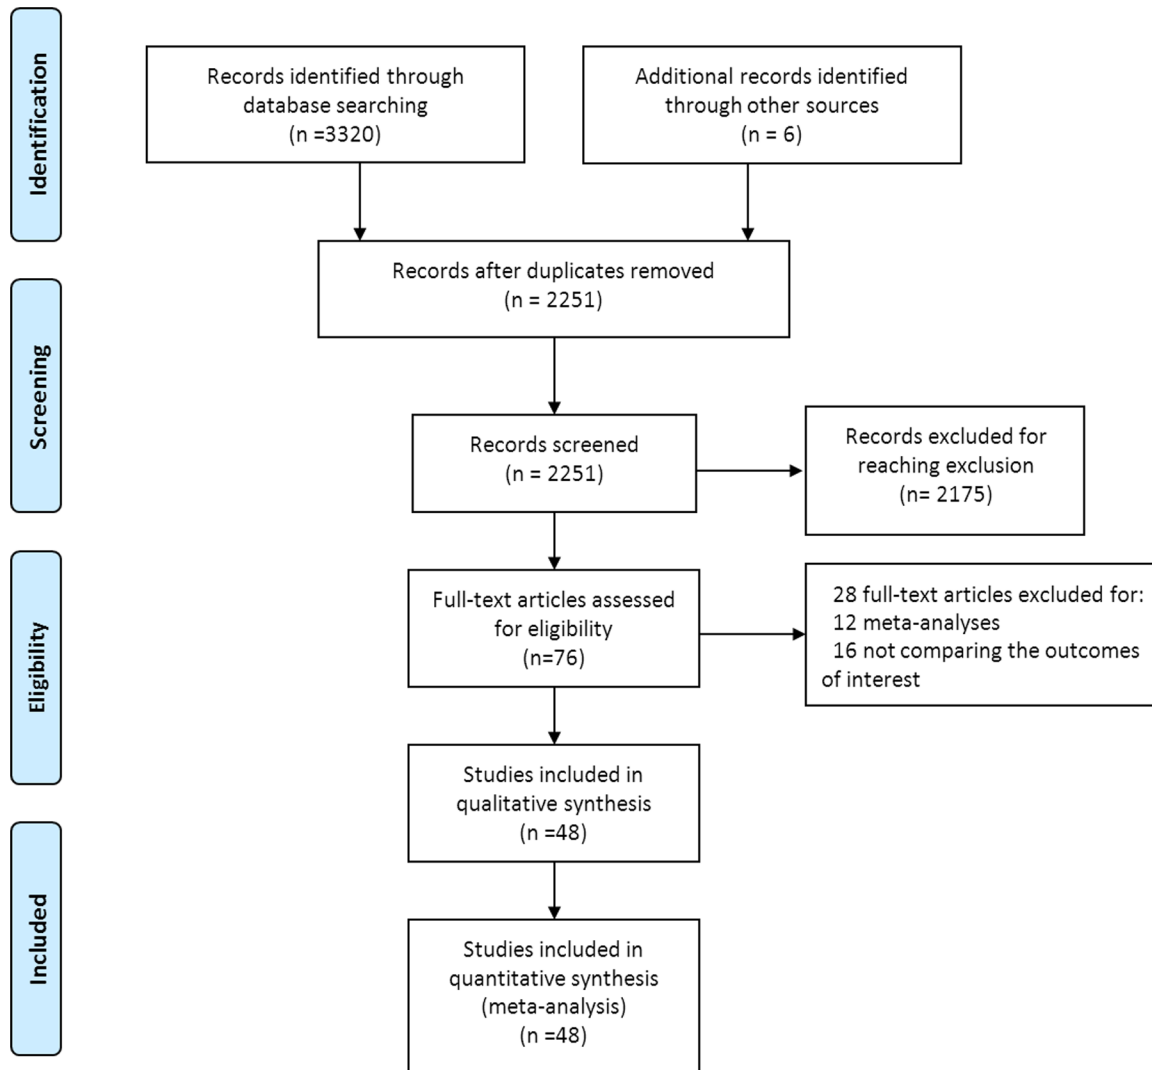 Identification
Records identified through
database searching
(n =3320)
Additional records identified
through other sources
(n = 6)
Records after duplicates removed
(n = 2251)
Screening
Records screened
(n = 2251)
Records excluded for
reaching exclusion
(n= 2175)
Eligibility
Full-text articles assessed
for eligibility
(n=76)
28 full-text articles excluded for:
12 meta-analyses
16 not comparing the outcomes
of interest
Studies included in
qualitative synthesis
(n =48)
Included
Studies included in
quantitative synthesis
(meta-analysis)
(n =48)